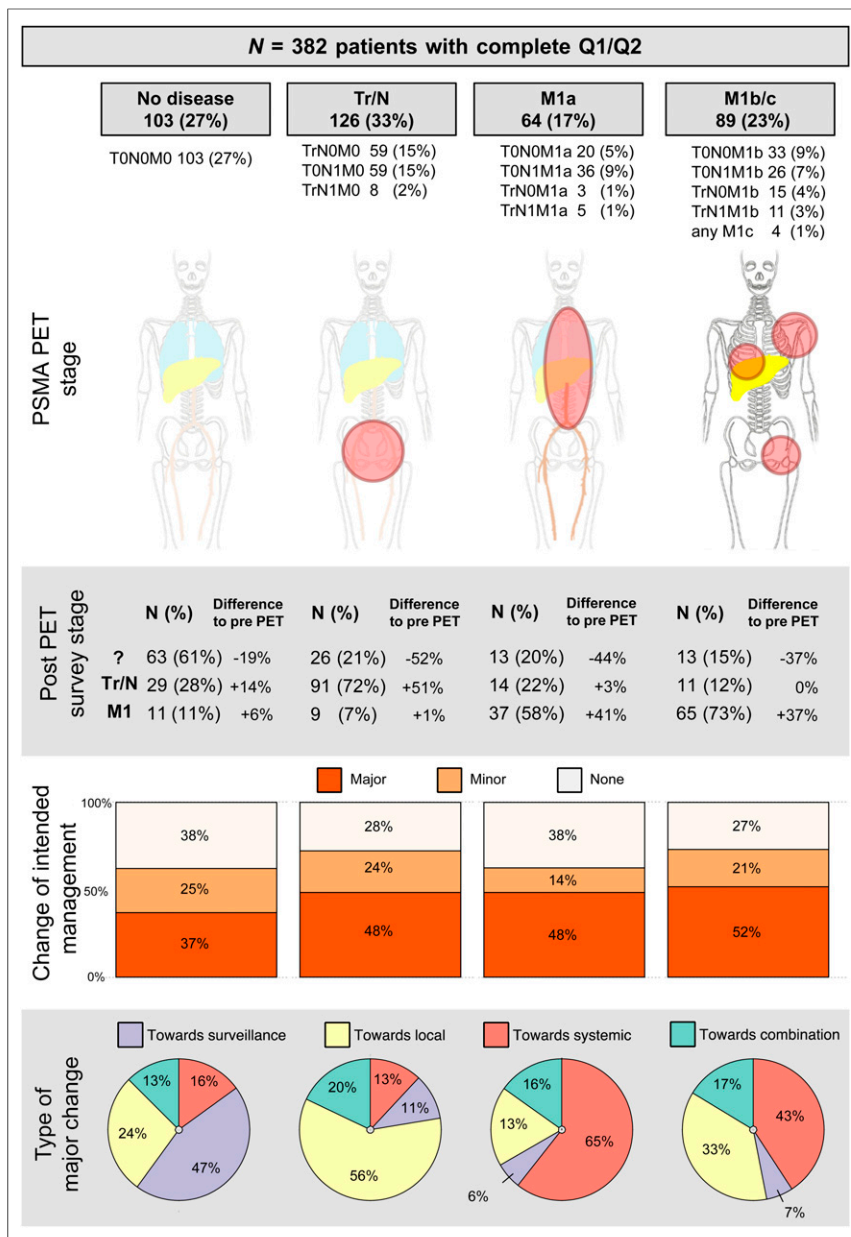 N = 382 patients with complete Q1/Q2
No disease
103 (27%)
Tr/N
126 (33%)
M1a
64 (17%)
M1b/c
89 (23%)
T0N0M0 103 (27%)
TrN0M0 59 (15%)
T0N1M0 59 (15%)
TrN1M0 8 (2%)
T0N0M1a 20 (5%)
T0N1M1a 36 (9%)
TrN0M1a 3 (1%)
TrN1M1a 5 (1%)
T0N0M1b 33 (9%)
T0N1M1b 26 (7%)
TrN0M1b 15 (4%)
TrN1M1b 11 (3%)
any M1c 4 (1%)
PSMA PET
stage
Post PET
survey stage
N (%) Difference to pre PET N (%) Difference to pre PET N (%) Difference to pre PET N (%) Difference to pre PET
? 63 (61%) -19% 26 (21%) -52% 13 (20%) -44% 13 (15%) -37%
Tr/N 29 (28%) +14% 91 (72%) +51% 14 (22%) +3% 11 (12%) 0%
M1 11 (11%) +6% 9 (7%) +1% 37 (58%) +41% 65 (73%) +37%
Change of intended
management
Major Minor None
100%
50%
0%
38% 28% 38% 27%
25% 24% 14% 21%
37% 48% 48% 52%
Type of
major change
Towards surveillance Towards local Towards systemic Towards combination
13% 16% 24% 47%
20% 13% 11% 56%
16% 13% 65% 6%
17% 43% 33% 7%